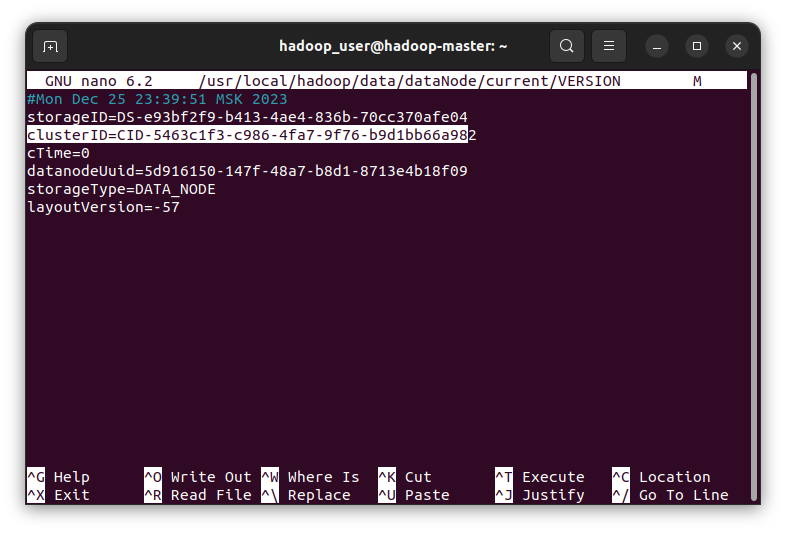 hadoop_user@hadoop-master: ~
GNU nano 6.2 /usr/local/hadoop/data/dataNode/current/VERSION M
#Mon Dec 25 23:39:51 MSK 2023
storageID=DS-e93bf2f9-b413-4ae4-836b-70cc370afe04
clusterID=CID-5463c1f3-c986-4fa7-9f76-b9d1bb66a982
cTime=0
datanodeUuid=5d916150-147f-48a7-b8d1-8713e4b18f09
storageType=DATA_NODE
layoutVersion=-57
^G Help ^O Write Out ^W Where Is ^K Cut ^T Execute ^C Location
^X Exit ^R Read File ^\ Replace ^U Paste ^J Justify ^/ Go To Line